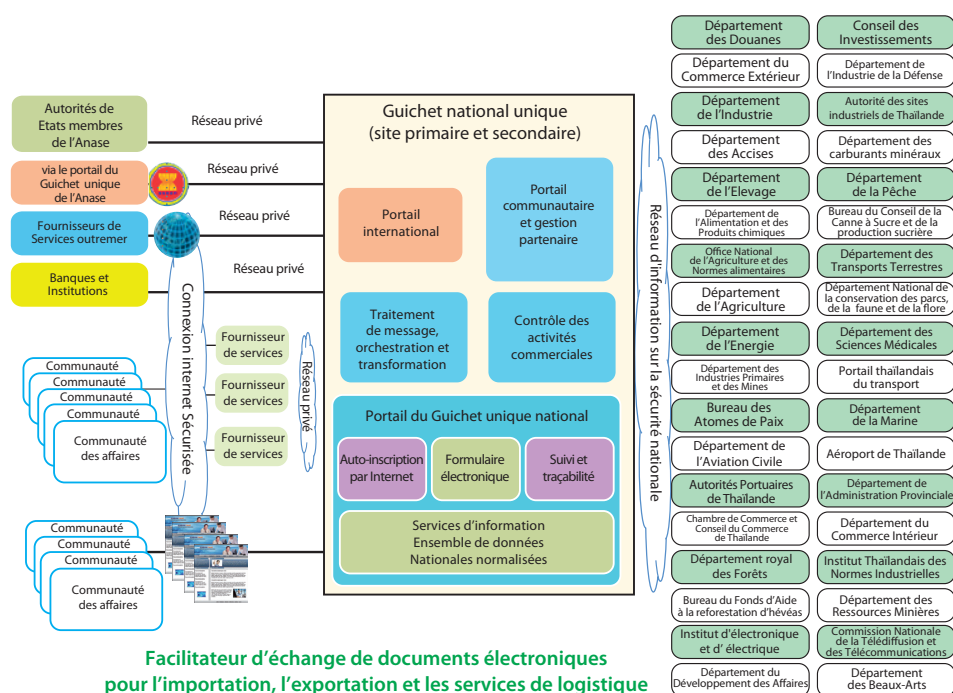 Autorités de
Etats membres
de l'Anase
via le portail du
Guichet unique
de l'Anase
Fournisseurs de
Services outremer
Banques et
Institutions
Réseau privé
Réseau privé
Réseau privé
Réseau privé
Connexion internet Sécurisée
Communauté
Communauté
Communauté
Communauté
Communauté
des affaires
Fournisseur
de services
Fournisseur
de services
Fournisseur
de services
Réseau privé
Communauté
Communauté
Communauté
Communauté
des affaires
Guichet national unique
(site primaire et secondaire)
Portail
international
Portail
communautaire
et gestion
partenaire
Traitement
de message,
orchestration et
transformation
Contrôle des
activités
commerciales
Portail du Guichet unique national
Auto-inscription
par Internet
Formulaire
électronique
Suivi et
traçabilité
Services d'information
Ensemble de données
Nationales normalisées
Réseau d'information sur la sécurité nationale
Département
des Douanes
Conseil des
Investissements
Département du
Commerce Extérieur
Département de
l'Industrie de la Défense
Département
de l'Industrie
Autorité des sites
industriels de Thaïlande
Département
des Accises
Département des
carburants minéraux
Département
de l'Elevage
Département
de la Pêche
Département de
l'Alimentation et des
Produits chimiques
Bureau du Conseil de la
Canne à Sucre et de la
production sucrière
Office National
de l'Agriculture et des
Normes alimentaires
Département des
Transports Terrestres
Département
de l'Agriculture
Département National de
la conservation des parcs,
de la faune et de la flore
Département
de l'Energie
Département des
Sciences Médicales
Département des
Industries Primaires
et des Mines
Portail thaïlandais
du transport
Bureau des
Atomes de Paix
Département
de la Marine
Département de
l'Aviation Civile
Aéroport de Thaïlande
Autorités Portuaires
de Thaïlande
Département de
l'Administration Provinciale
Chambre de Commerce et
Conseil du Commerce
de Thaïlande
Département du
Commerce Intérieur
Département royal
des Forêts
Institut Thaïlandais des
Normes Industrielles
Bureau du Fonds d'Aide
à la reforestation d'hévéas
Département des
Ressources Minières
Institut d'électronique
et d' électrique
Commission Nationale
de la Télédiffusion et
des Télécommunications
Département du
Développement des Affaires
Département
des Beaux-Arts
Facilitateur d'échange de documents électroniques
pour l'importation, l'exportation et les services de logistique